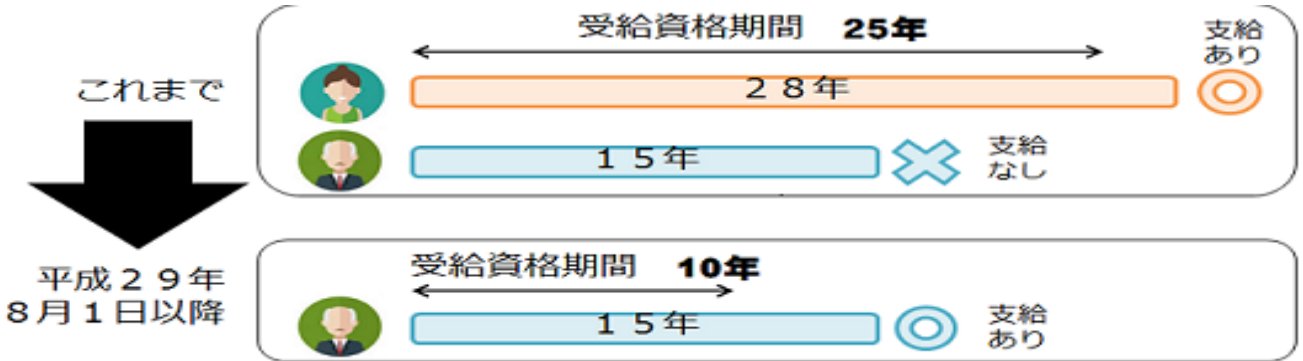 受給資格期間 25年
支給
あり
これまで
２８年
１５年
支給
なし
平成２９年
８月１日以降
受給資格期間 10年
１５年
支給
あり